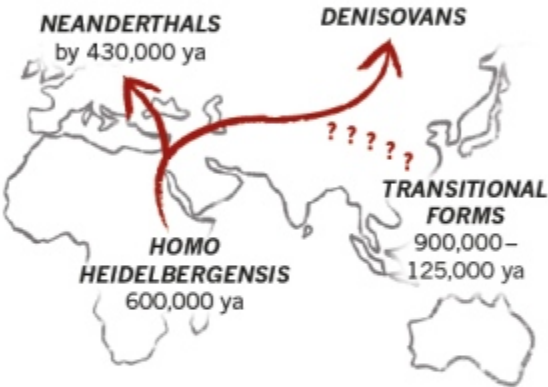 NEANDERTHALS
by 430,000 ya
DENISOVANS
? ? ? ? ?
TRANSITIONAL
FORMS
900,000–
125,000 ya
HOMO
HEIDELBERGENSIS
600,000 ya